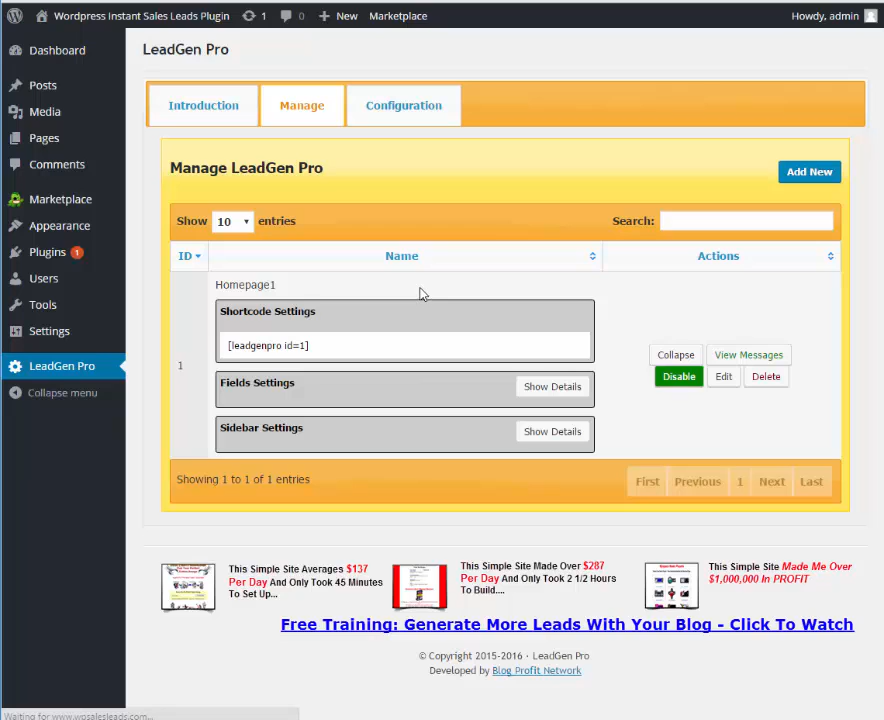 Wordpress Instant Sales Leads Plugin 1 0 New Marketplace Howdy, admin
Dashboard
Posts
Media
Pages
Comments
Marketplace
Appearance
Plugins 1
Users
Tools
Settings
LeadGen Pro
Collapse menu
LeadGen Pro
Introduction Manage Configuration
Manage LeadGen Pro
Add New
Show 10 entries Search:
ID Name Actions
Homepage1
Shortcode Settings
[leadgenpro id=1]
1
Fields Settings
Show Details
Sidebar Settings
Show Details
Collapse View Messages
Disable Edit Delete
Showing 1 to 1 of 1 entries First Previous 1 Next Last
This Simple Site Averages $137
Per Day And Only Took 45 Minutes
To Set Up...
This Simple Site Made Over $287
Per Day And Only Took 2 1/2 Hours
To Build....
This Simple Site Made Me Over
$1,000,000 In PROFIT
Free Training: Generate More Leads With Your Blog - Click To Watch
© Copyright 2015-2016 · LeadGen Pro
Developed by Blog Profit Network
Waiting for www.wpsalesleads.com...